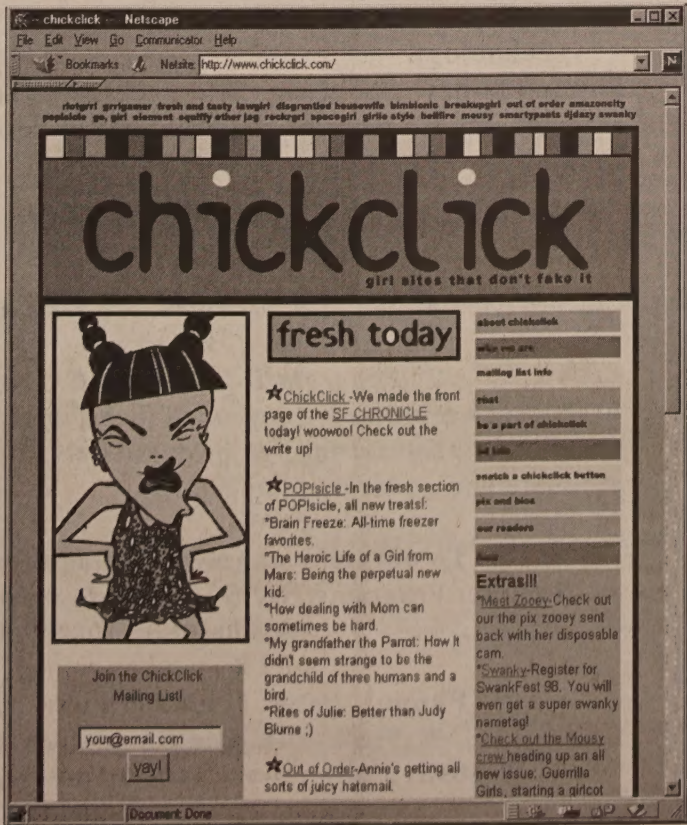 chickclick - Netscape
File Edit View Go Communicator Help
Bookmarks Netsite: http://www.chickclick.com/
riotgrrl grrlgamer fresh and tasty lawgirl disgruntled housewife bimbionic breakupgirl out of order amazoncity
popisicle go, girl element squiffy ether jag rockrgrl spacegirl girlie style hellfire mousy smartypants djdazy swanky
chickclick
girl sites that don't fake it
fresh today
ChickClick -We made the front
page of the SF CHRONICLE
today! woowoo! Check out the
write up!
POP!sicle -In the fresh section
of POP!sicle, all new treats!:
*Brain Freeze: All-time freezer
favorites.
*The Heroic Life of a Girl from
Mars: Being the perpetual new
kid.
*How dealing with Mom can
sometimes be hard.
*My grandfather the Parrot: How It
didn't seem strange to be the
grandchild of three humans and a
bird.
*Rites of Julie: Better than Judy
Blume ;)
Out of Order-Annie's getting all
sorts of juicy hatemail.
about chickclick
who we are
mailing list info
chat
be a part of chickclick
snatch a chickclick button
pix and bios
our readers
Extras!!!
*Meet Zooey-Check out
our the pix zooey sent
back with her disposable
cam.
*Swanky-Register for
SwankFest 98. You will
even get a super swanky
nametag!
*Check out the Mousy
crew heading up an all
new issue: Guerrilla
Girls, starting a girlcot
Join the ChickClick
Mailing List!
your@email.com
yay!
Document: Done